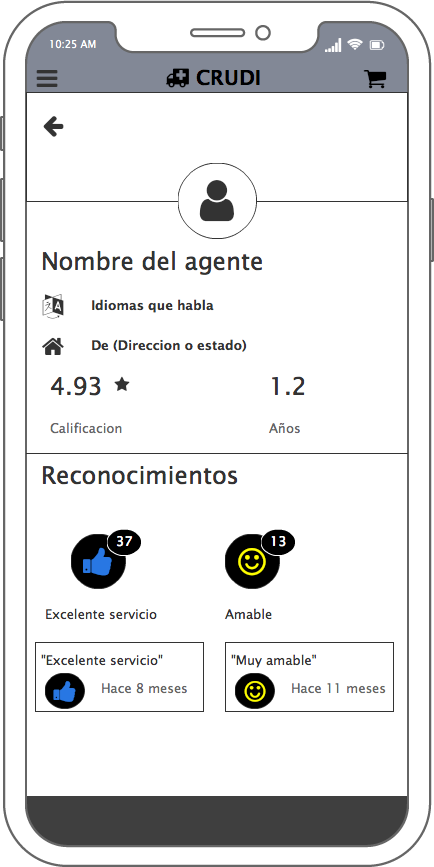 10:25 AM
CRUDI
Nombre del agente
Idiomas que habla
De (Direccion o estado)
4.93 1.2
Calificacion Años
Reconocimientos
37 13
Excelente servicio Amable
"Excelente servicio" "Muy amable"
Hace 8 meses Hace 11 meses